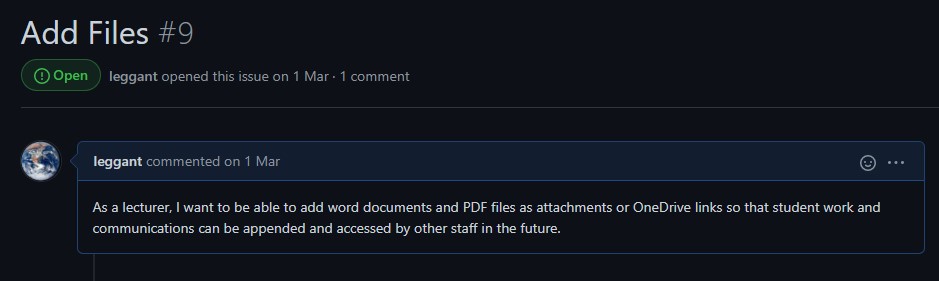 Add Files #9
Open leggant opened this issue on 1 Mar · 1 comment
leggant commented on 1 Mar
As a lecturer, I want to be able to add word documents and PDF files as attachments or OneDrive links so that student work and
communications can be appended and accessed by other staff in the future.